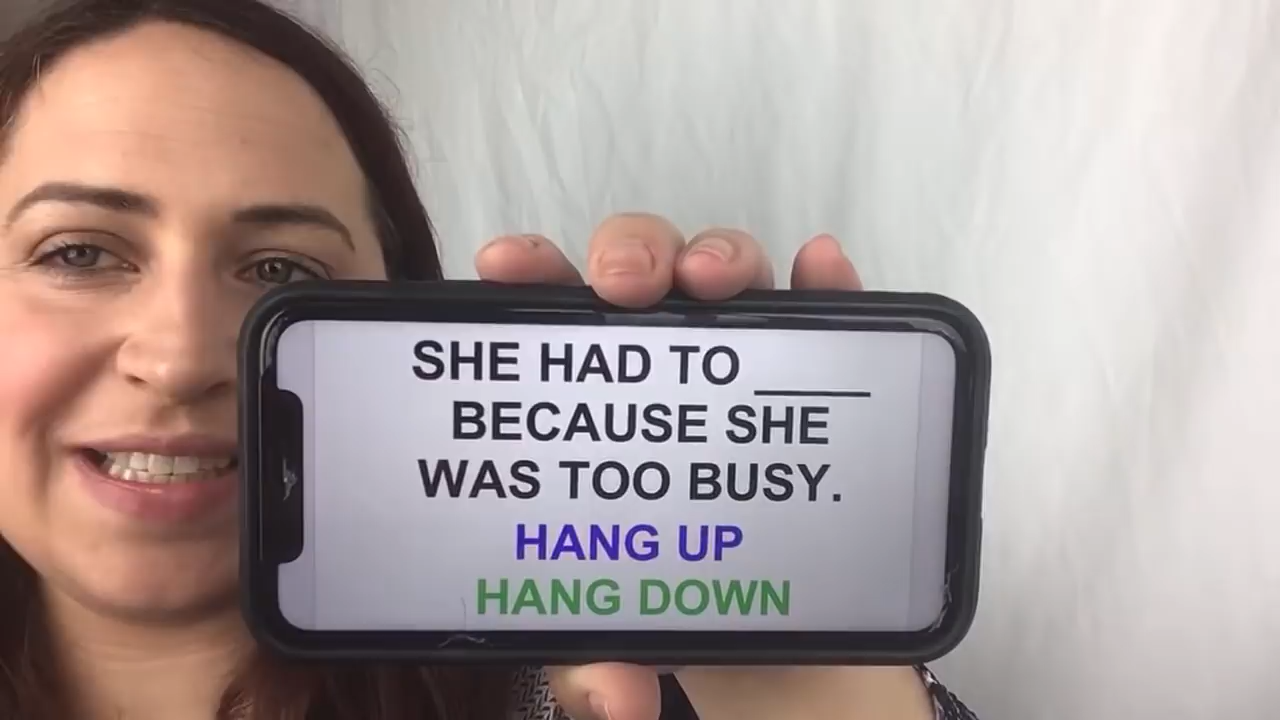 SHE HAD TO _____
BECAUSE SHE
WAS TOO BUSY.
HANG UP
HANG DOWN